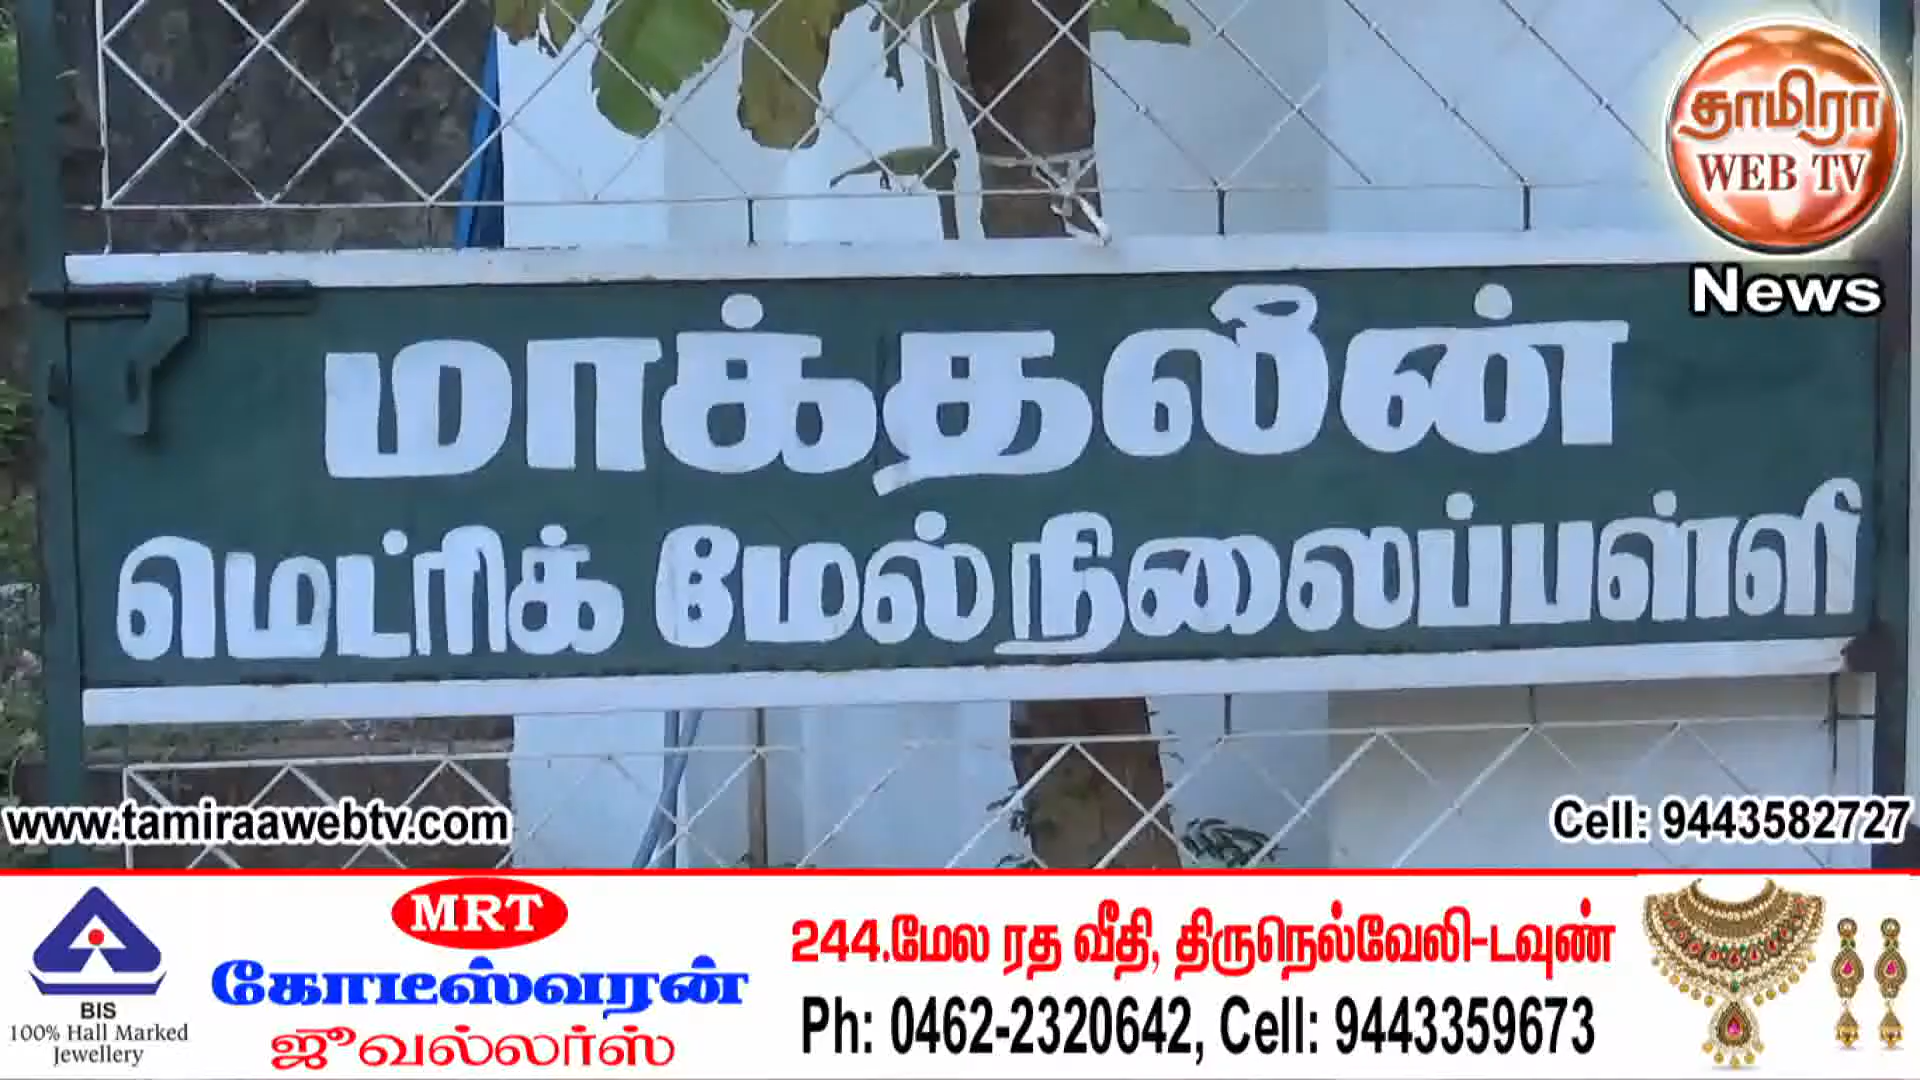 தாமிரா
WEB TV
News
மாக்தலின்
மெட்ரிக் மேல்நிலைப்பள்ளி
www.tamiraawebtv.com
Cell: 9443582727
BIS
100% Hall Marked
Jewellery
MRT
கோடீஸ்வரன்
ஜுவல்லர்ஸ்
244.மேல ரத வீதி, திருநெல்வேலி-டவுண்
Ph: 0462-2320642, Cell: 9443359673